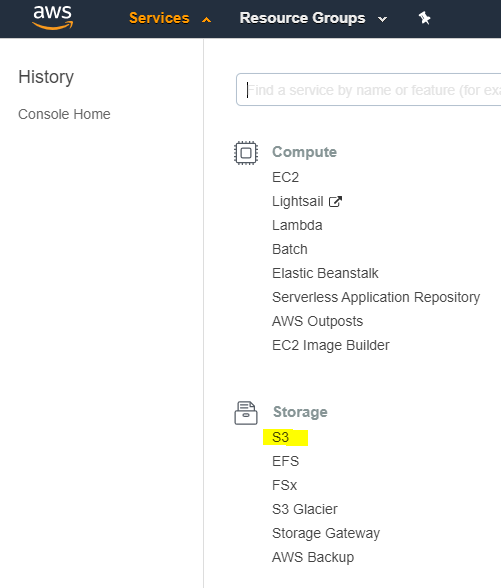 aws
Services
Resource Groups
History
Console Home
Find a service by name or feature (for exa
Compute
EC2
Lightsail
Lambda
Batch
Elastic Beanstalk
Serverless Application Repository
AWS Outposts
EC2 Image Builder
Storage
S3
EFS
FSx
S3 Glacier
Storage Gateway
AWS Backup